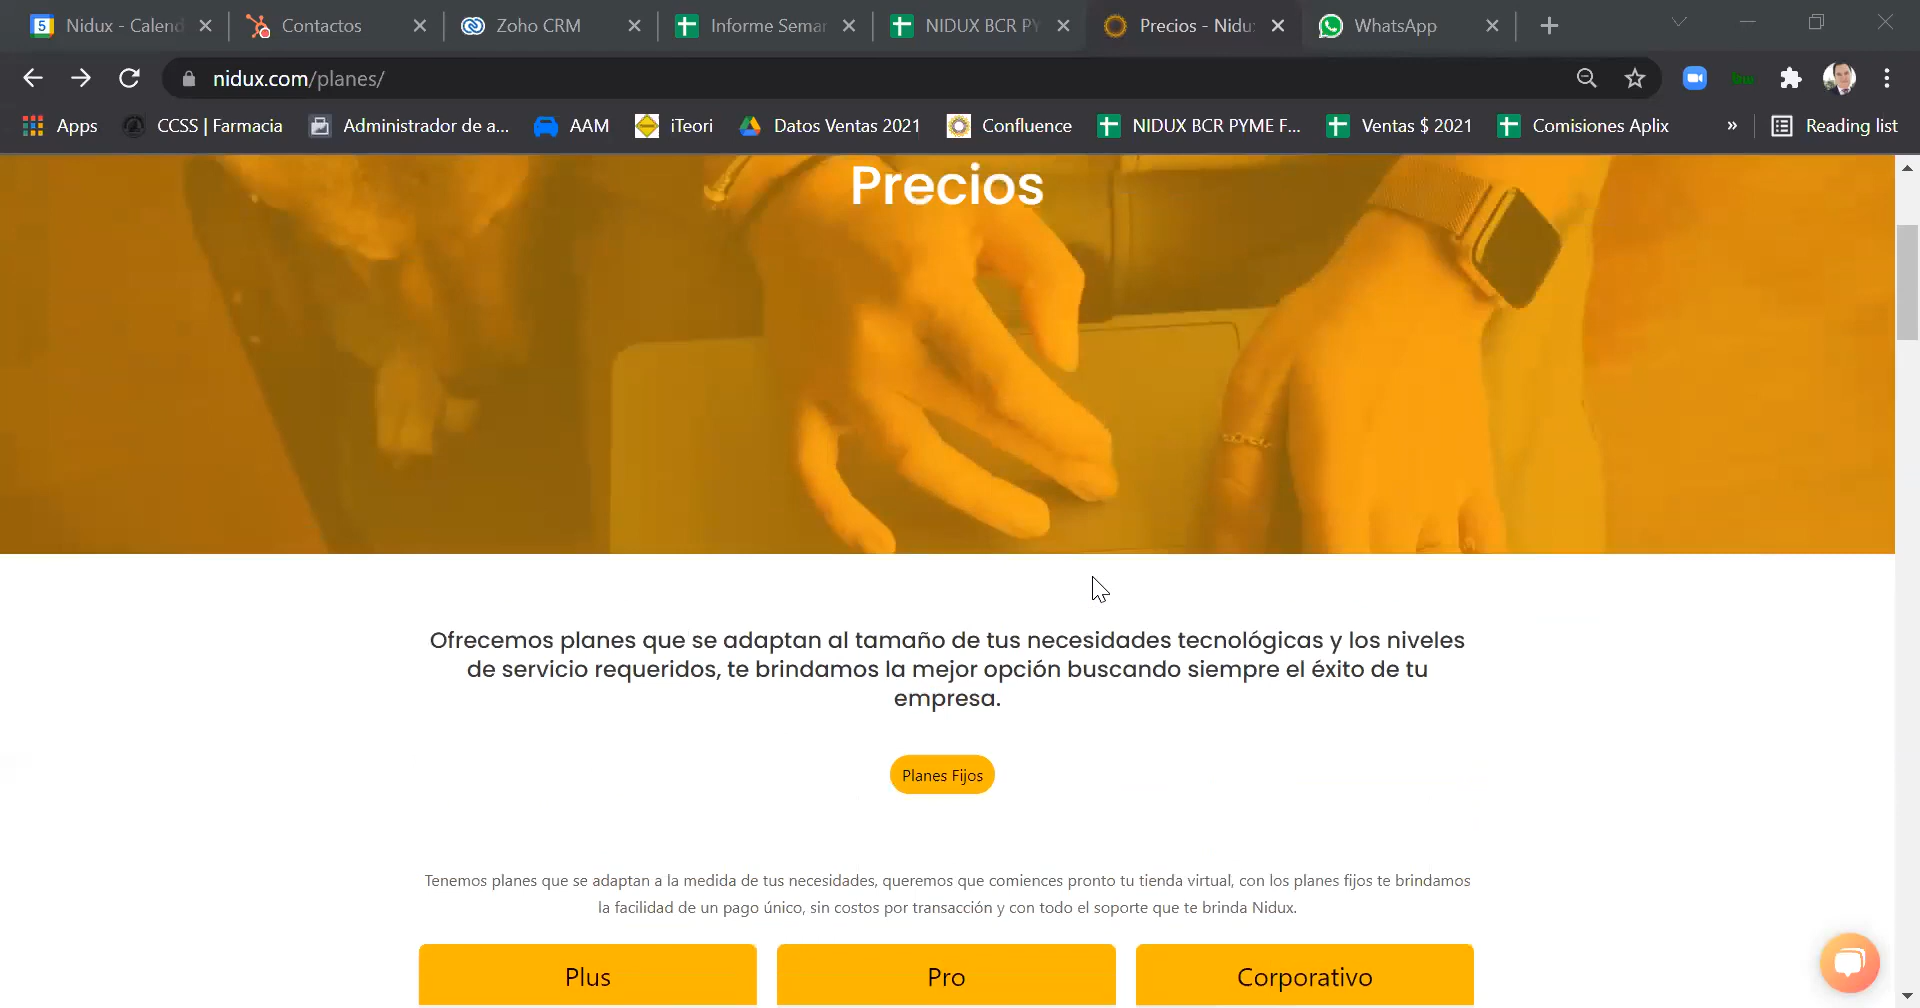 Nidux - Calend
Contactos
Zoho CRM
Informe Semar
NIDUX BCR PY
Precios - Nidu
WhatsApp
nidux.com/planes/
Apps
CCSS | Farmacia
Administrador de a...
AAM
iTeori
Datos Ventas 2021
Confluence
NIDUX BCR PYME F...
Ventas $ 2021
Comisiones Aplix
»
Reading list
Precios
Ofrecemos planes que se adaptan al tamaño de tus necesidades tecnológicas y los niveles
de servicio requeridos, te brindamos la mejor opción buscando siempre el éxito de tu
empresa.
Planes Fijos
Tenemos planes que se adaptan a la medida de tus necesidades, queremos que comiences pronto tu tienda virtual, con los planes fijos te brindamos
la facilidad de un pago único, sin costos por transacción y con todo el soporte que te brinda Nidux.
Plus
Pro
Corporativo